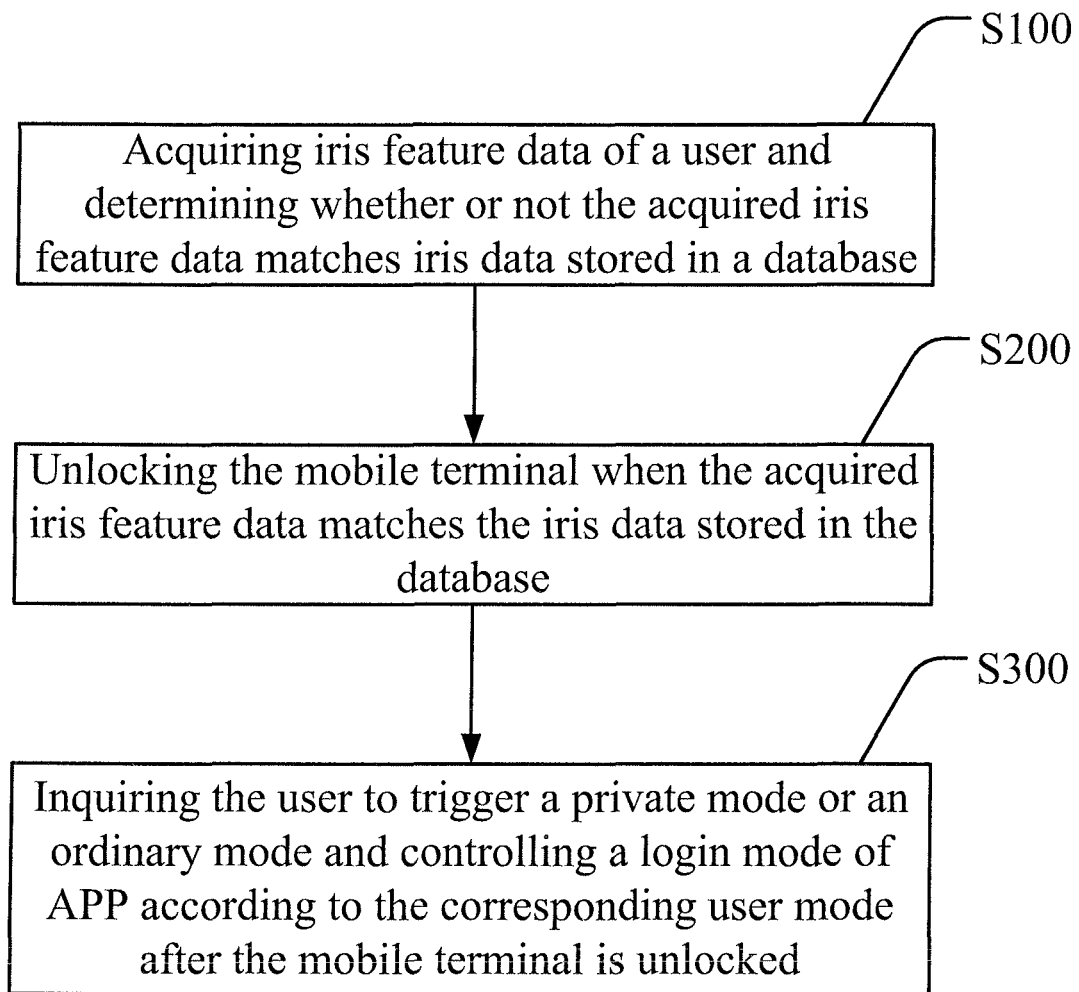 S100
Acquiring iris feature data of a user and
determining whether or not the acquired iris
feature data matches iris data stored in a database
S200
Unlocking the mobile terminal when the acquired
iris feature data matches the iris data stored in the
database
S300
Inquiring the user to trigger a private mode or an
ordinary mode and controlling a login mode of
APP according to the corresponding user mode
after the mobile terminal is unlocked